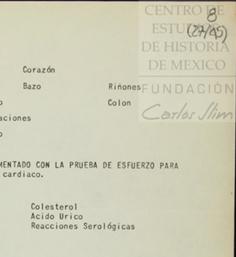 CENTRO DE
ESTUDIOS
DE HISTORIA
DE MEXICO
FUNDACIÓN
Carlos Slim
8
(27/45)
Corazón
Bazo Riñones
o Colon
aciones
o
MENTADO CON LA PRUEBA DE ESFUERZO PARA
cardiaco.
Colesterol
Acido Urico
Reacciones Serológicas